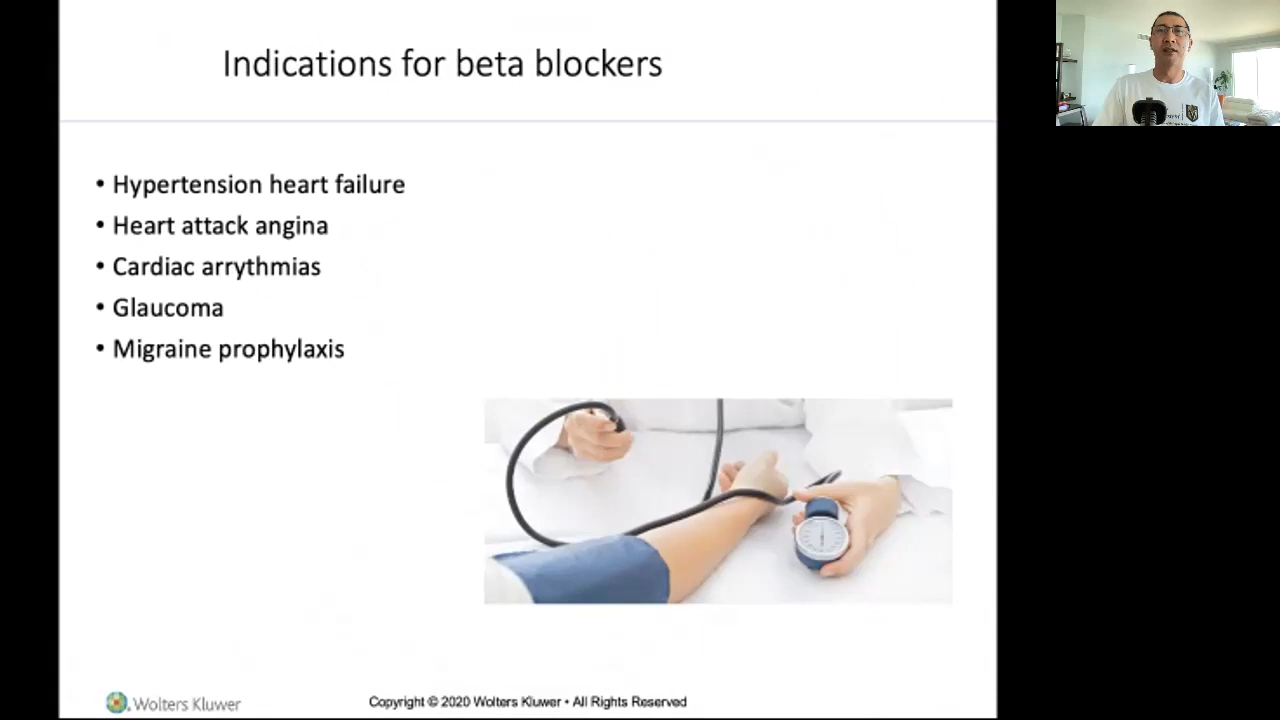 Indications for beta blockers
• Hypertension heart failure
• Heart attack angina
• Cardiac arrythmias
• Glaucoma
• Migraine prophylaxis
Wolters Kluwer
Copyright © 2020 Wolters Kluwer • All Rights Reserved